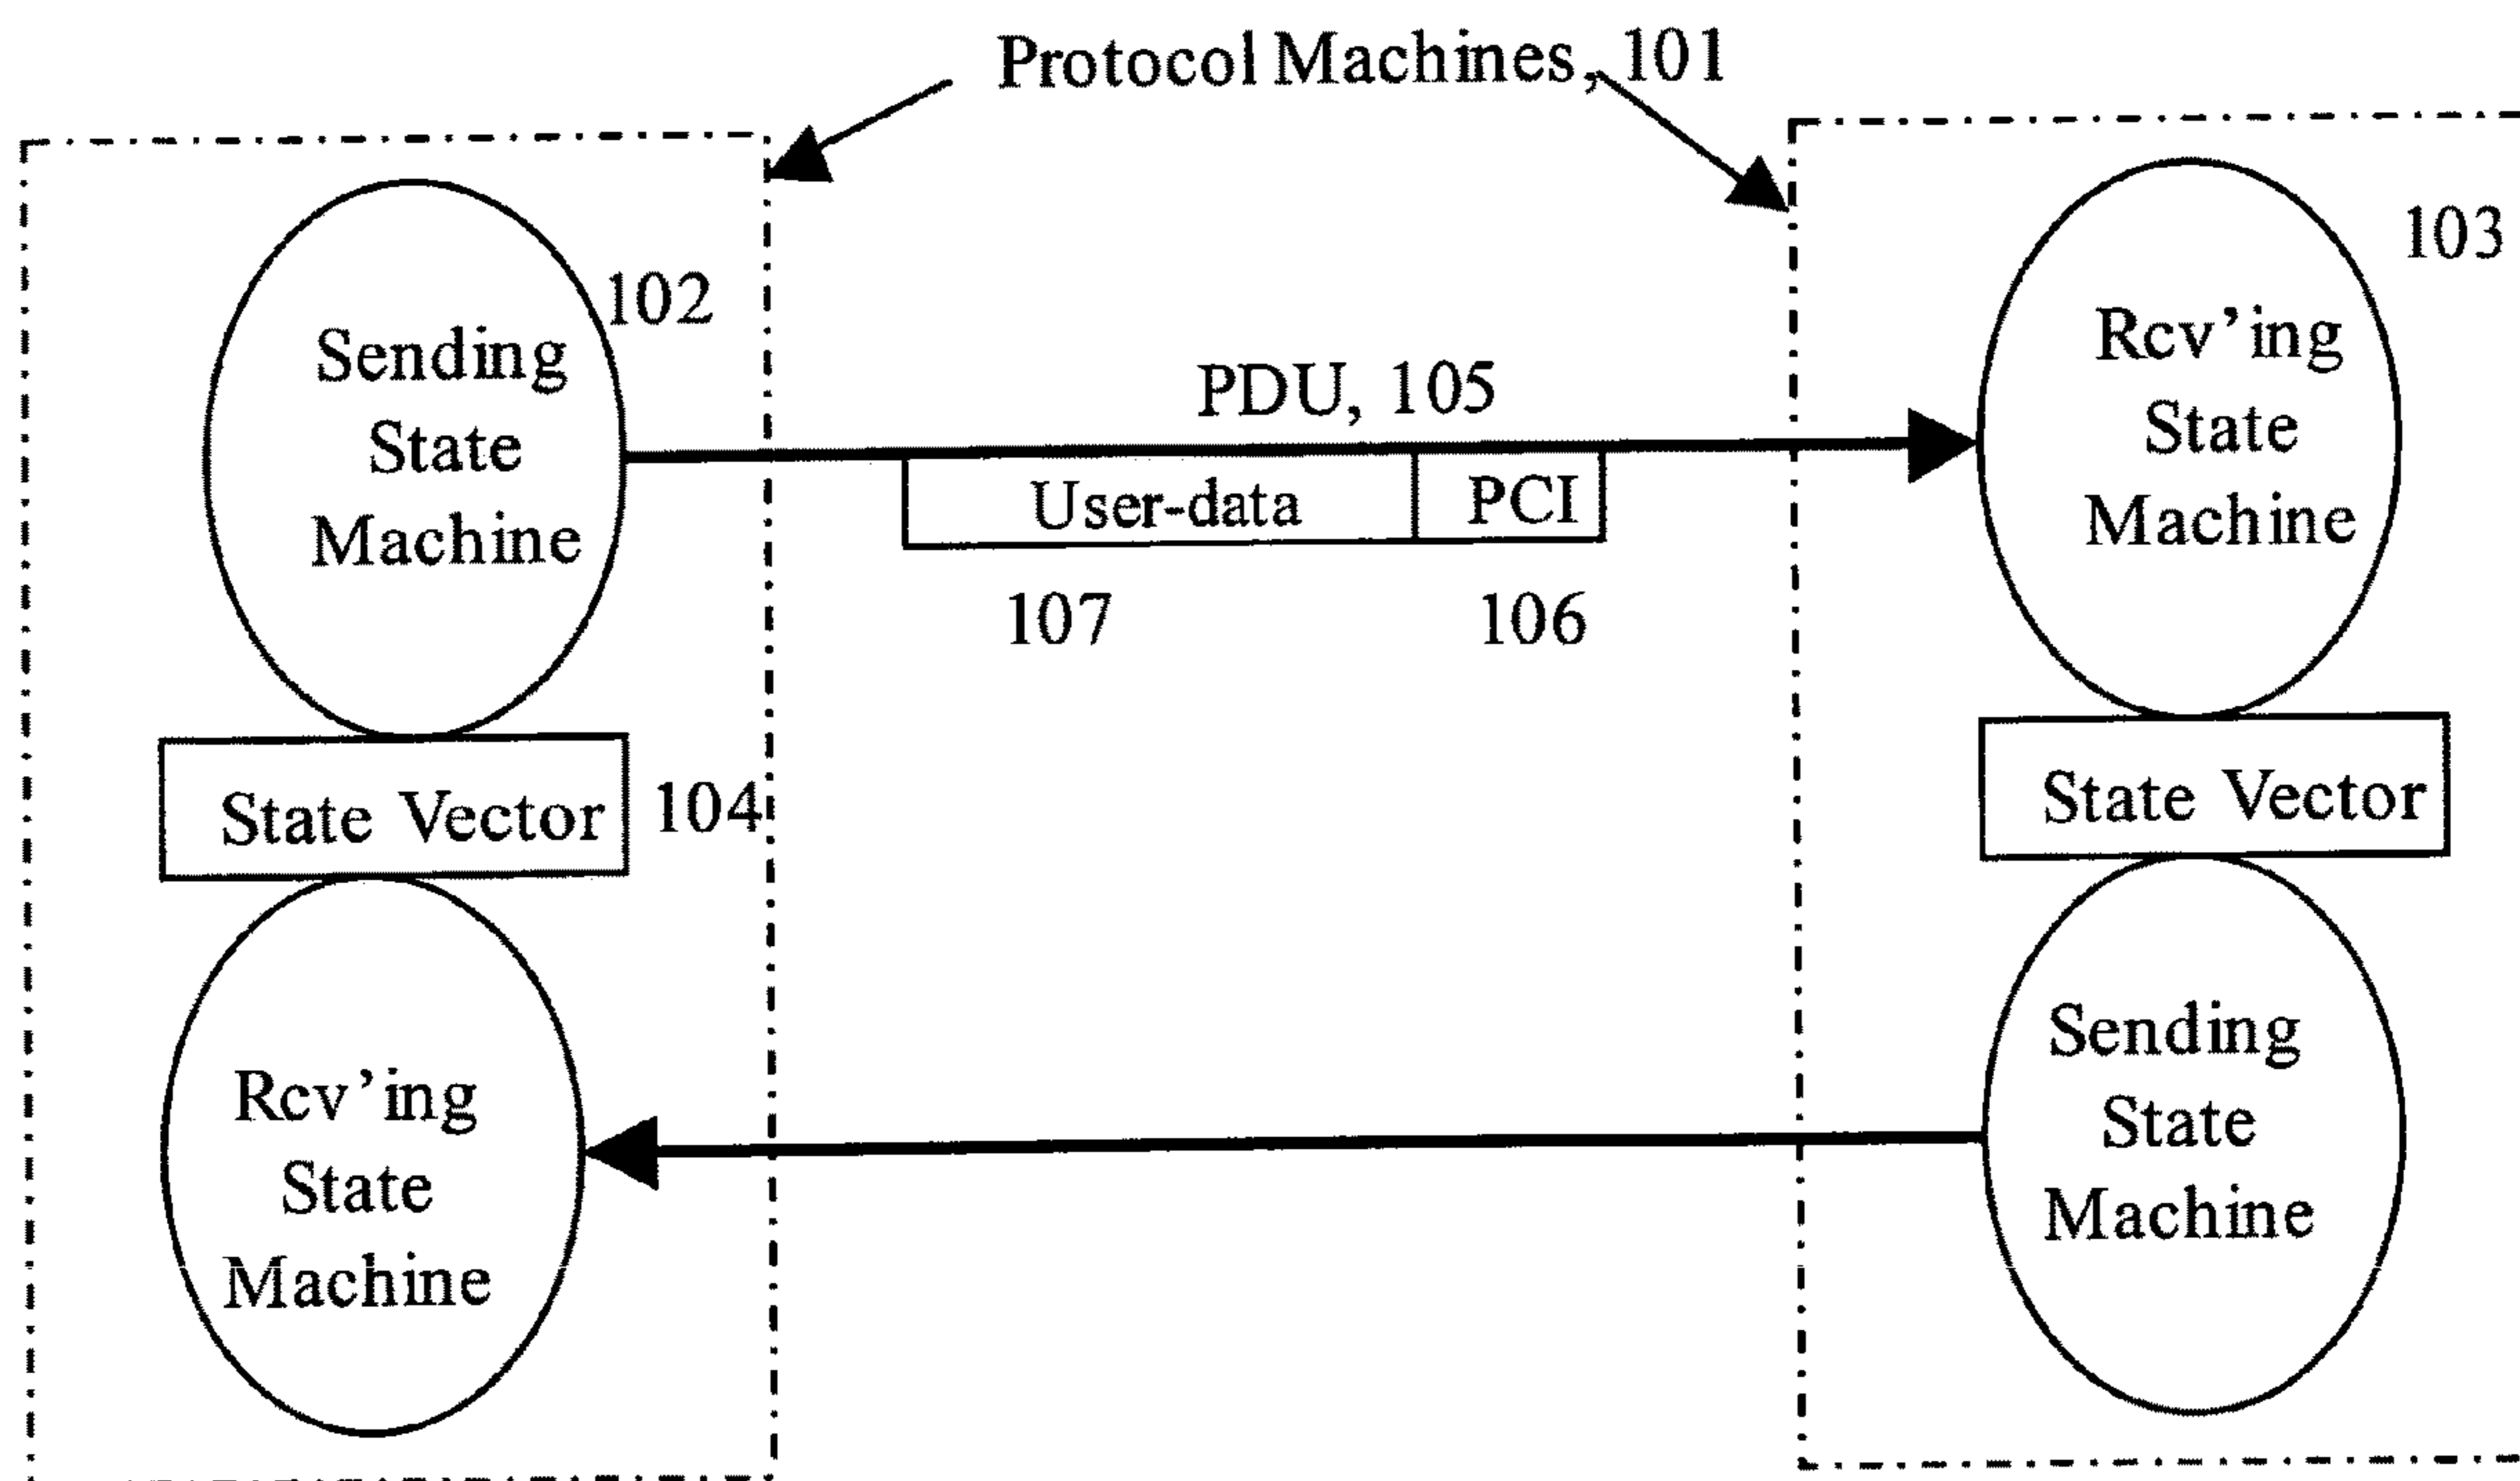 Protocol Machines, 101
102
Sending
State
Machine
State Vector
104
Rcv’ing
State
Machine
PDU, 105
User-data
PCI
107
106
103
Rcv’ing
State
Machine
State Vector
Sending
State
Machine